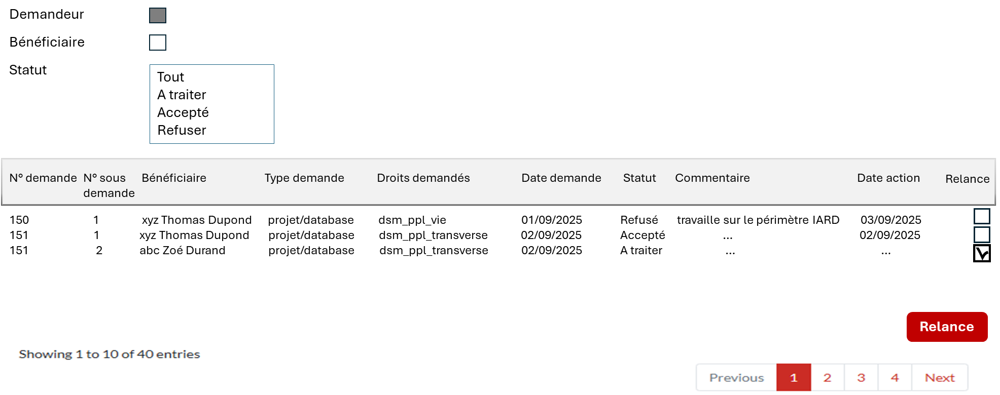 Demandeur
Bénéficiaire
Statut
Tout
A traiter
Accepté
Refuser
N° demande N° sous demande Bénéficiaire Type demande Droits demandés Date demande Statut Commentaire Date action Relance
150 1 xyz Thomas Dupond projet/database dsm_ppl_vie 01/09/2025 Refusé travaille sur le périmètre IARD 03/09/2025
151 1 xyz Thomas Dupond projet/database dsm_ppl_transverse 02/09/2025 Accepté ... 02/09/2025
151 2 abc Zoé Durand projet/database dsm_ppl_transverse 02/09/2025 A traiter ... ...
Relance
Showing 1 to 10 of 40 entries
Previous 1 2 3 4 Next